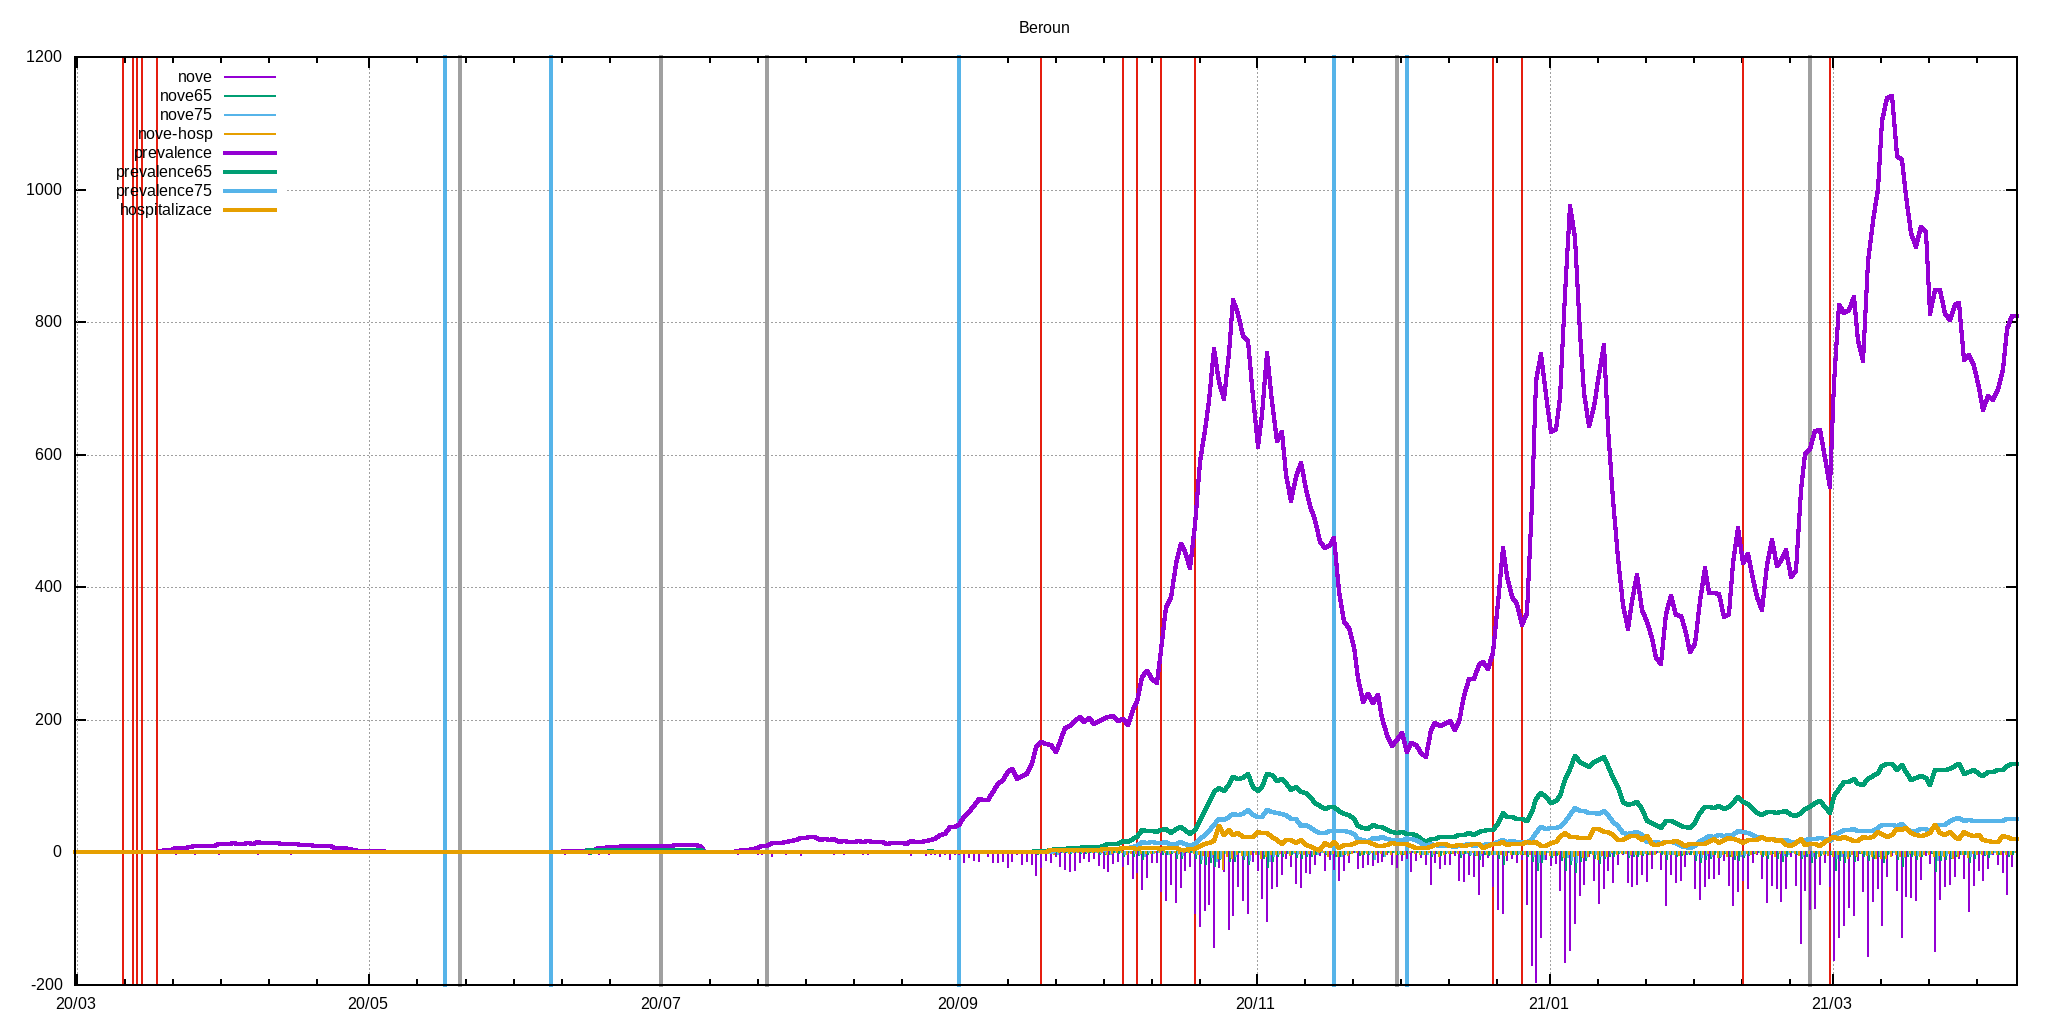 Beroun
1200
1000
800
600
400
200
0
-200
nove
nove65
nove75
nove-hosp
prevalence
prevalence65
prevalence75
hospitalizace
20/03 20/05 20/07 20/09 20/11 21/01 21/03